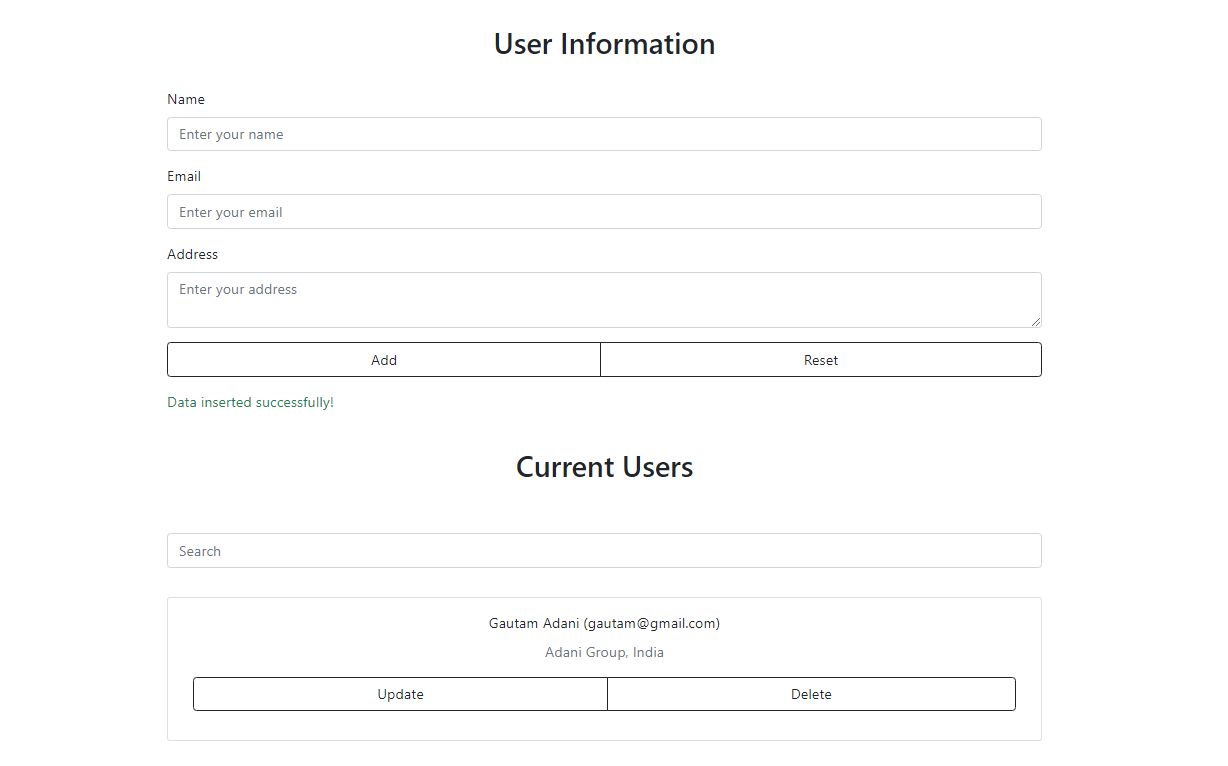 User Information
Name
Enter your name
Email
Enter your email
Address
Enter your address
Add Reset
Data inserted successfully!
Current Users
Search
Gautam Adani (gautam@gmail.com)
Adani Group, India
Update Delete